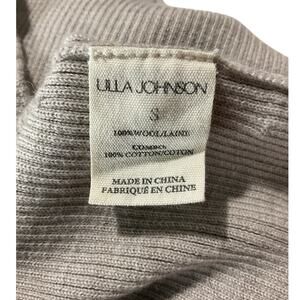 ULLA JOHNSON
S
100% WOOL/LAINE
COMBO:
100% COTTON/COTON
MADE IN CHINA
FABRIQUÉ EN CHINE